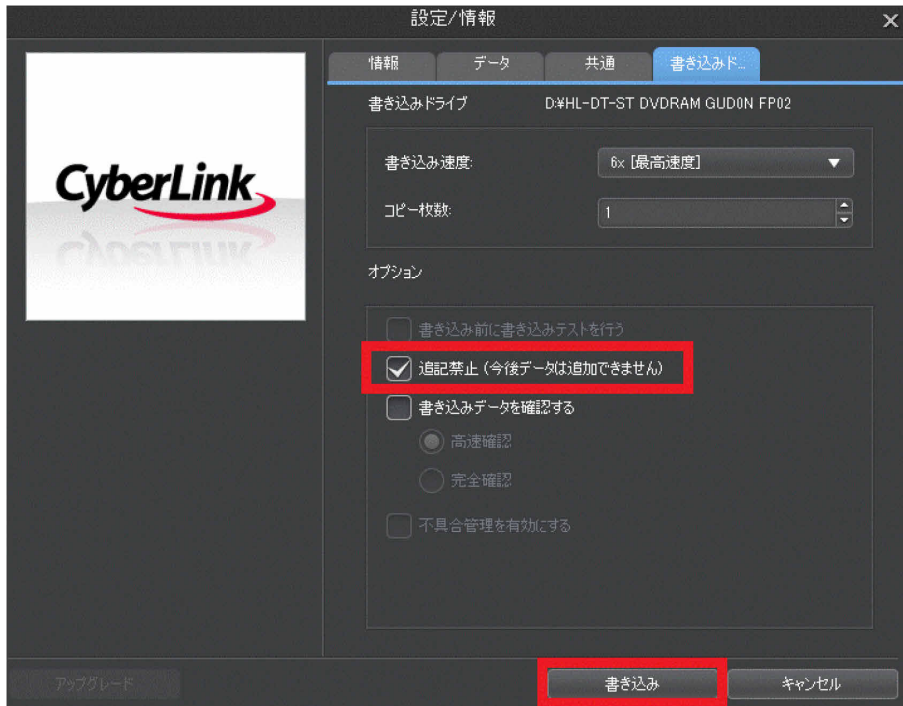 設定/情報
CyberLink
情報 データ 共通 書き込みド...
書き込みドライブ D:¥HL-DT-ST DVDRAM GUD0N FP02
書き込み速度: 6x [最高速度]
コピー枚数: 1
オプション
書き込み前に書き込みテストを行う
追記禁止 (今後データは追加できません)
書き込みデータを確認する
高速確認
完全確認
不具合管理を有効にする
アップグレード 書き込み キャンセル